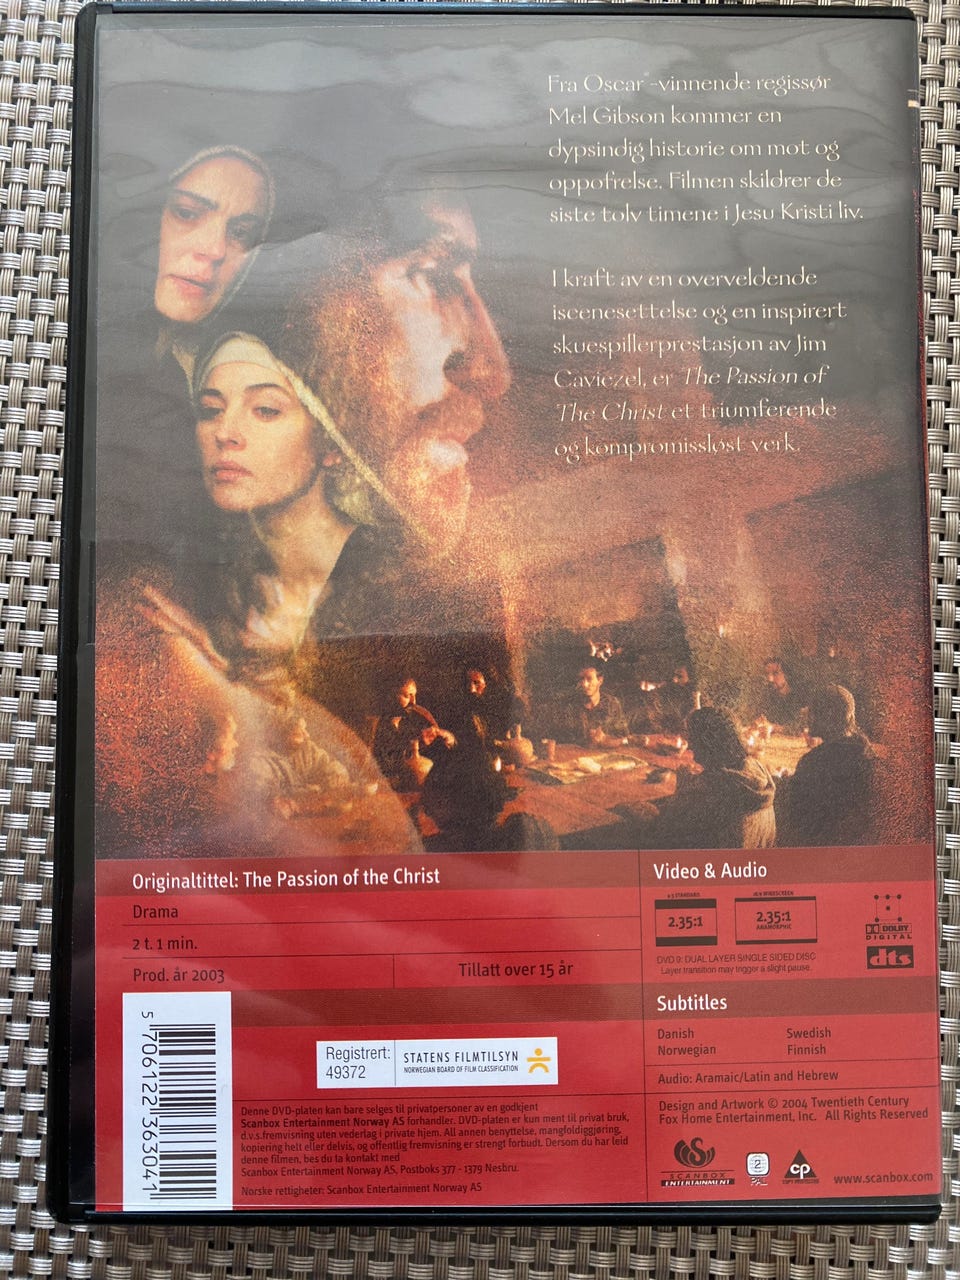 Fra Oscar -vinnende regissør
Mel Gibson kommer en
dypsindig historie om mot og
oppofrelse. Filmen skildrer de
siste tolv timene i Jesu Kristi liv.
I kraft av en overveldende
iscenesettelse og en inspirert
skuespillerprestasjon av Jim
Caviezel, er The Passion of
The Christ et triumferende
og kompromissløst verk.
Originaltittel: The Passion of the Christ
Drama
2 t. 1 min.
Prod. år 2003
Tillatt over 15 år
5 706122 363041
Registrert:
49372
STATENS FILMTILSYN
NORWEGIAN BOARD OF FILM CLASSIFICATION
Denne DVD-platen kan bare selges til privatpersoner av en godkjent
Scanbox Entertainment Norway AS forhandler. DVD-platen er kun ment til privat bruk,
d.v.s.fremvisning uten vederlag i private hjem. All annen benyttelse, mangfoldiggjøring,
kopiering helt eller delvis, og offentlig fremvisning er strengt forbudt. Dersom du har leid
denne filmen, bes du ta kontakt med
Scanbox Entertainment Norway AS, Postboks 377 - 1379 Nesbru.
Norske rettigheter: Scanbox Entertainment Norway AS
Video & Audio
4:3 STANDARD
2.35:1
16:9 WIDESCREEN
2.35:1
ANAMORPHIC
DOLBY
DIGITAL
dts
DVD 9: DUAL LAYER SINGLE SIDED DISC
Layer transition may trigger a slight pause.
Subtitles
Danish
Swedish
Norwegian
Finnish
Audio: Aramaic/Latin and Hebrew
Design and Artwork © 2004 Twentieth Century
Fox Home Entertainment, Inc. All Rights Reserved
SCANBOX
ENTERTAINMENT
2
PAL
cp
COPY PROTECTED
www.scanbox.com